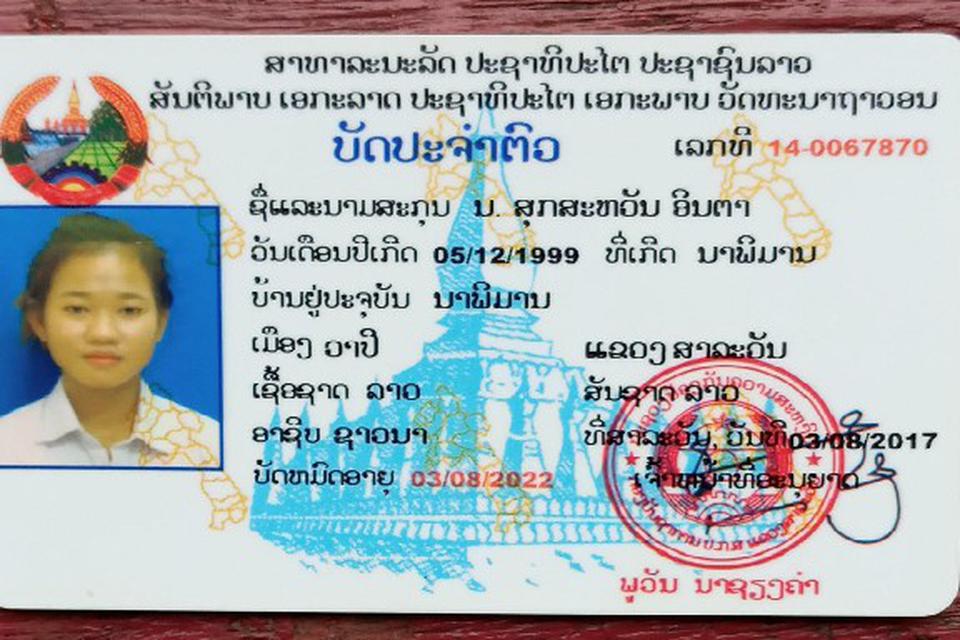 ສາທາລະນະລັດ ປະຊາທິປະໄຕ ປະຊາຊົນລາວ
ສັນຕິພາບ ເອກະລາດ ປະຊາທິປະໄຕ ເອກະພາບ ວັດທະນາຖາວອນ
ບັດປະຈຳຕົວ ເລກທີ 14-0067870
ຊື່ແລະນາມສະກຸນ ນ. ສຸກສະຫວັນ ອິນຕາ
ວັນເດືອນປີເກີດ 05/12/1999 ທີ່ເກີດ ນາພິມານ
ບ້ານຢູ່ປະຈຸບັນ ນາພິມານ
ເມືອງ ວາປີ ແຂວງ ສາລະວັນ
ເຊື້ອຊາດ ລາວ ສັນຊາດ ລາວ
ອາຊີບ ຊາວນາ ທີ່ສາລະວັນ, ວັນທີ 03/08/2017
ບັດຫມົດອາຍຸ 03/08/2022 ເຈົ້າຫນ້າທີ່ອະນຸຍາດ
ພູວັນ ນາຊຽງຄຳ